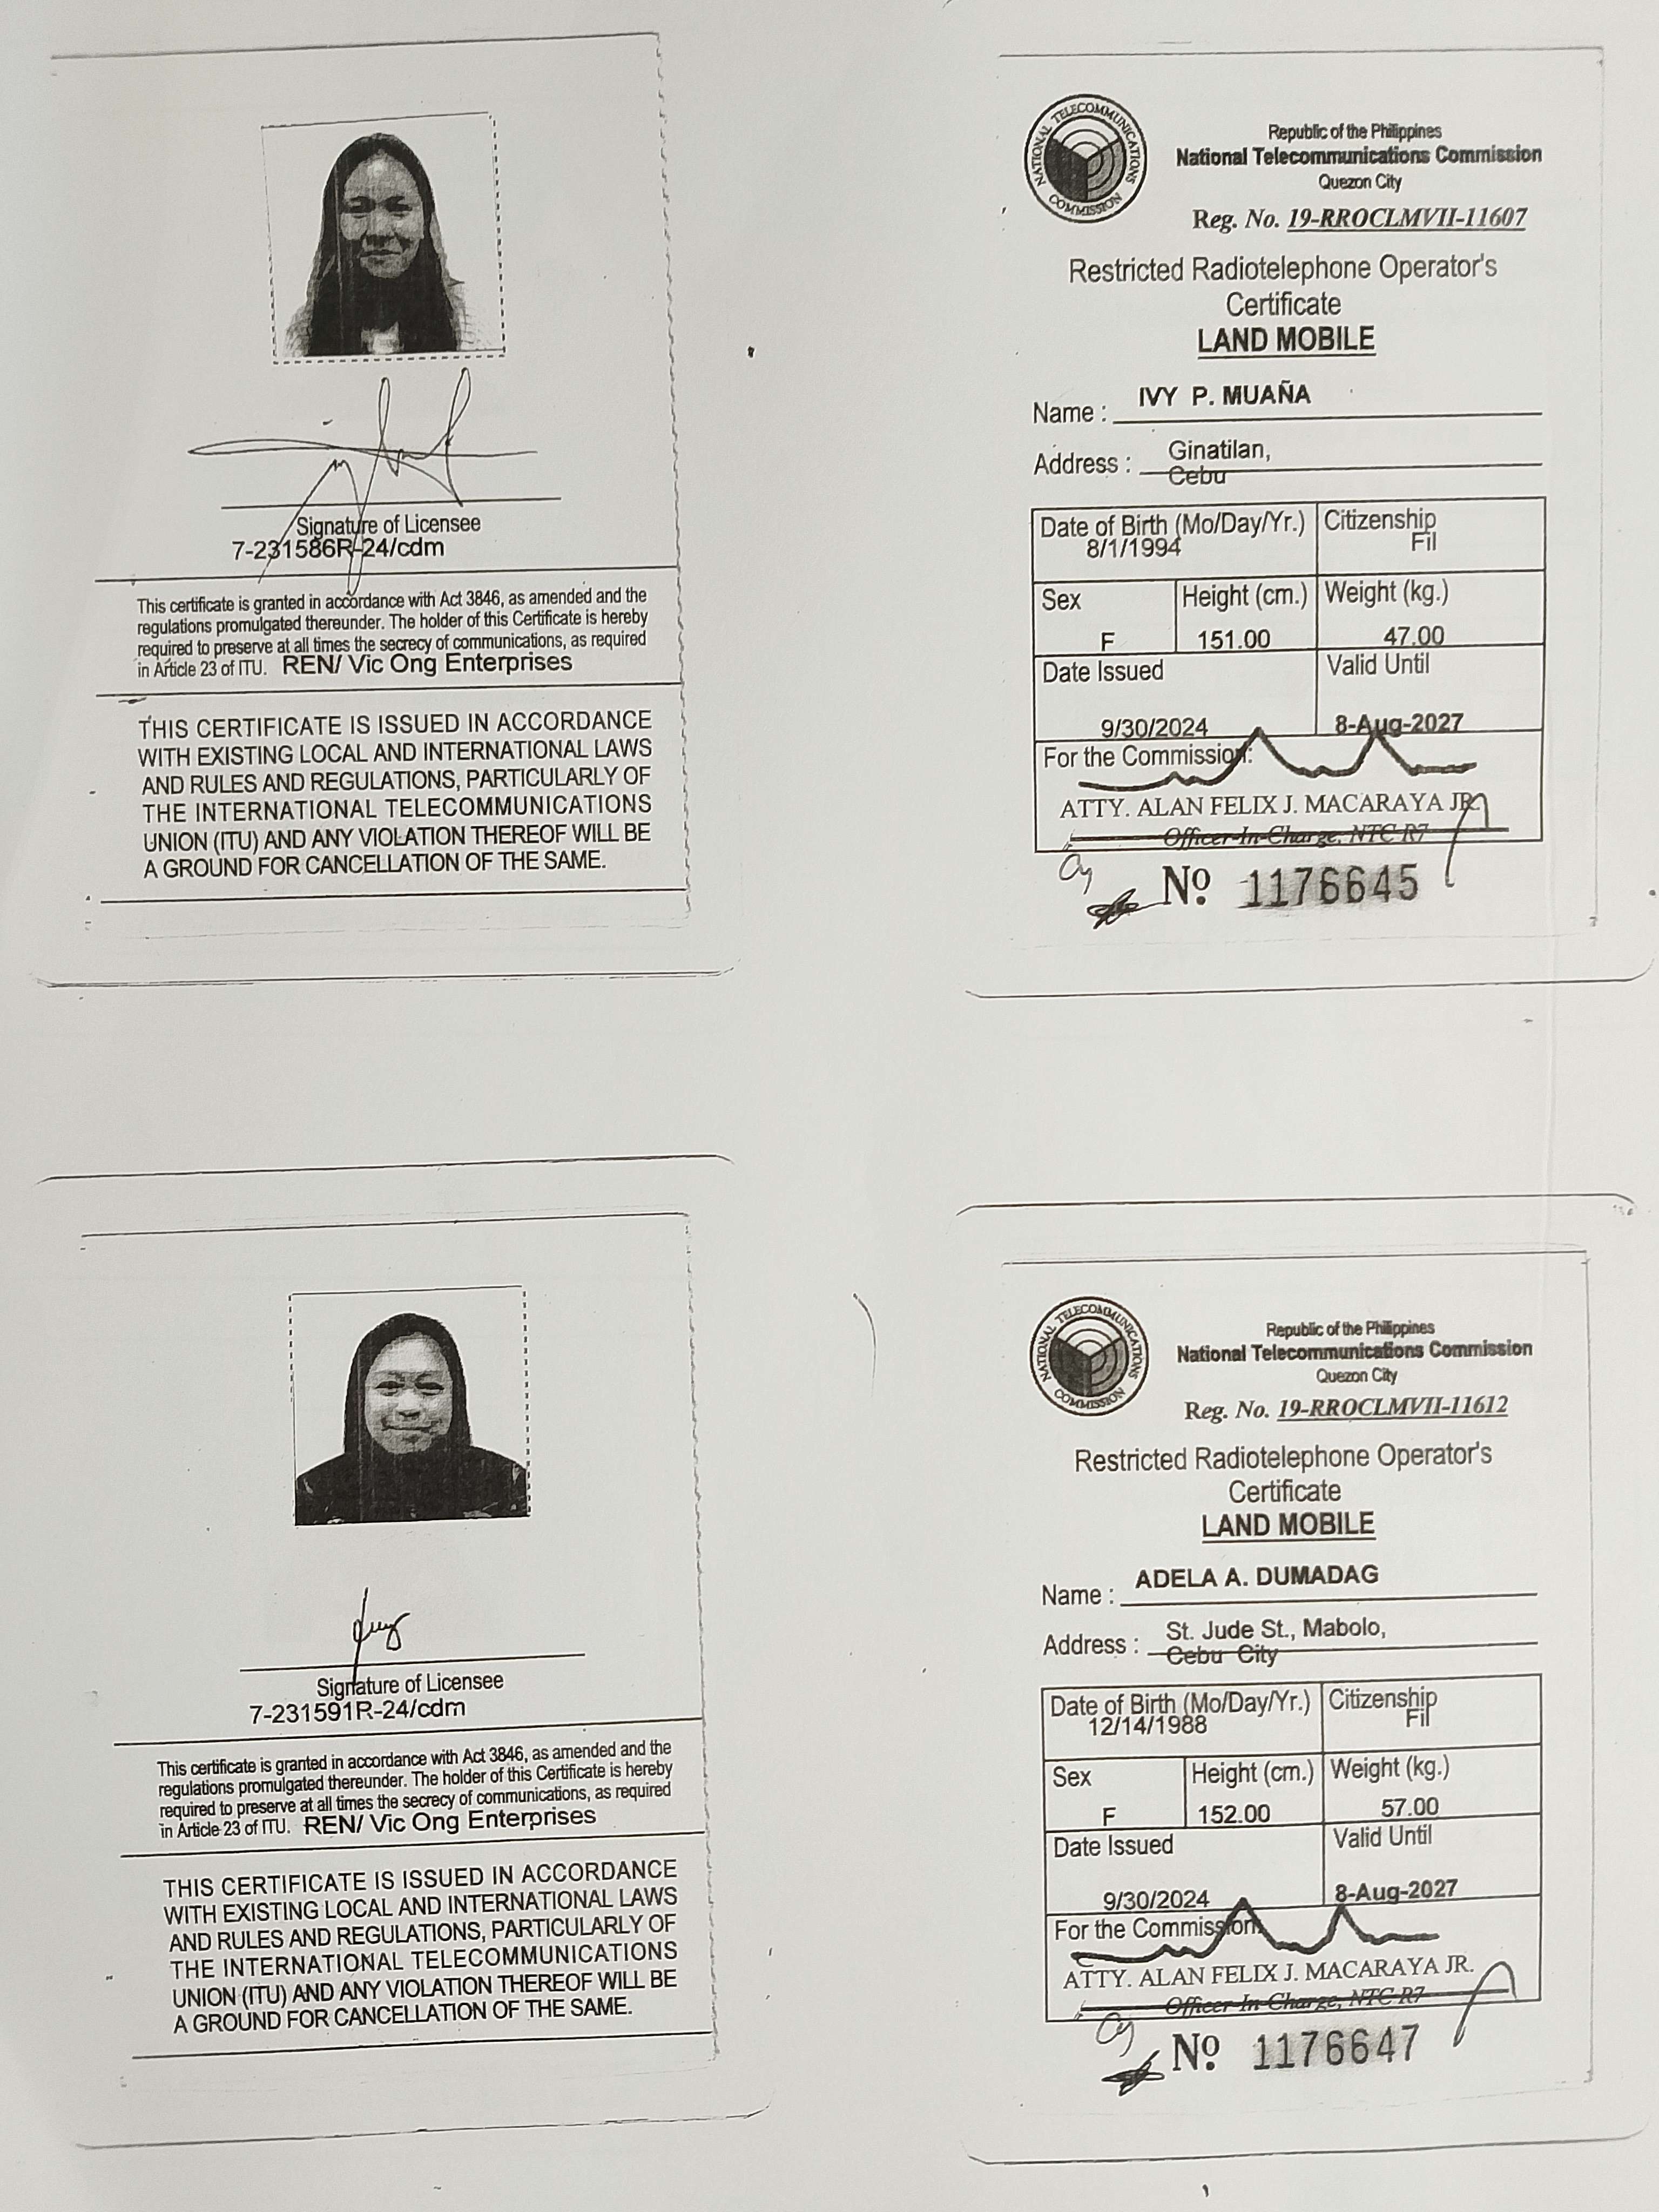 Signature of Licensee
7-231586R-24/cdm
This certificate is granted in accordance with Act 3846, as amended and the
regulations promulgated thereunder. The holder of this Certificate is hereby
required to preserve at all times the secrecy of communications, as required
in Article 23 of ITU. REN/ Vic Ong Enterprises
THIS CERTIFICATE IS ISSUED IN ACCORDANCE
WITH EXISTING LOCAL AND INTERNATIONAL LAWS
AND RULES AND REGULATIONS, PARTICULARLY OF
THE INTERNATIONAL TELECOMMUNICATIONS
UNION (ITU) AND ANY VIOLATION THEREOF WILL BE
A GROUND FOR CANCELLATION OF THE SAME.
NATIONAL TELECOMMUNICATIONS COMMISSION
Republic of the Philippines
National Telecommunications Commission
Quezon City
Reg. No. 19-RROCLMVII-11607
Restricted Radiotelephone Operator's
Certificate
LAND MOBILE
Name : IVY P. MUAÑA
Address : Ginatilan,
Cebu
Date of Birth (Mo/Day/Yr.) Citizenship
8/1/1994 Fil
Sex Height (cm.) Weight (kg.)
F 151.00 47.00
Date Issued Valid Until
9/30/2024 8-Aug-2027
For the Commission:
ATTY. ALAN FELIX J. MACARAYA JR.
Officer-In-Charge, NTC-R7
Nº 1176645
Signature of Licensee
7-231591R-24/cdm
This certificate is granted in accordance with Act 3846, as amended and the
regulations promulgated thereunder. The holder of this Certificate is hereby
required to preserve at all times the secrecy of communications, as required
in Article 23 of ITU. REN/ Vic Ong Enterprises
THIS CERTIFICATE IS ISSUED IN ACCORDANCE
WITH EXISTING LOCAL AND INTERNATIONAL LAWS
AND RULES AND REGULATIONS, PARTICULARLY OF
THE INTERNATIONAL TELECOMMUNICATIONS
UNION (ITU) AND ANY VIOLATION THEREOF WILL BE
A GROUND FOR CANCELLATION OF THE SAME.
NATIONAL TELECOMMUNICATIONS COMMISSION
Republic of the Philippines
National Telecommunications Commission
Quezon City
Reg. No. 19-RROCLMVII-11612
Restricted Radiotelephone Operator's
Certificate
LAND MOBILE
Name : ADELA A. DUMADAG
Address : St. Jude St., Mabolo,
Cebu City
Date of Birth (Mo/Day/Yr.) Citizenship
12/14/1988 Fil
Sex Height (cm.) Weight (kg.)
F 152.00 57.00
Date Issued Valid Until
9/30/2024 8-Aug-2027
For the Commission:
ATTY. ALAN FELIX J. MACARAYA JR.
Officer-In-Charge, NTC-R7
Nº 1176647